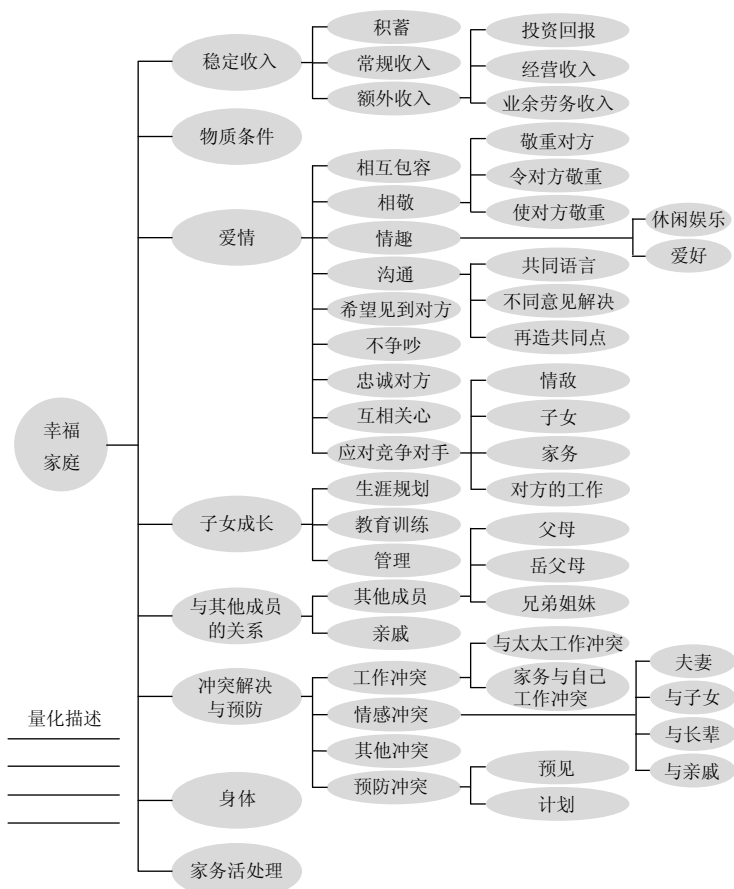 积蓄
投资回报
稳定收入
常规收入
经营收入
额外收入
业余劳务收入
物质条件
敬重对方
相互包容
令对方敬重
相敬
使对方敬重
休闲娱乐
爱情
情趣
爱好
沟通
共同语言
希望见到对方
不同意见解决
不争吵
再造共同点
忠诚对方
情敌
互相关心
子女
幸福
家庭
应对竞争对手
家务
对方的工作
生涯规划
子女成长
教育训练
父母
管理
岳父母
与其他成员
的关系
其他成员
兄弟姐妹
亲戚
与太太工作冲突
夫妻
冲突解决
与预防
工作冲突
家务与自己
工作冲突
与子女
量化描述
情感冲突
与长辈
其他冲突
预见
与亲戚
身体
预防冲突
计划
家务活处理